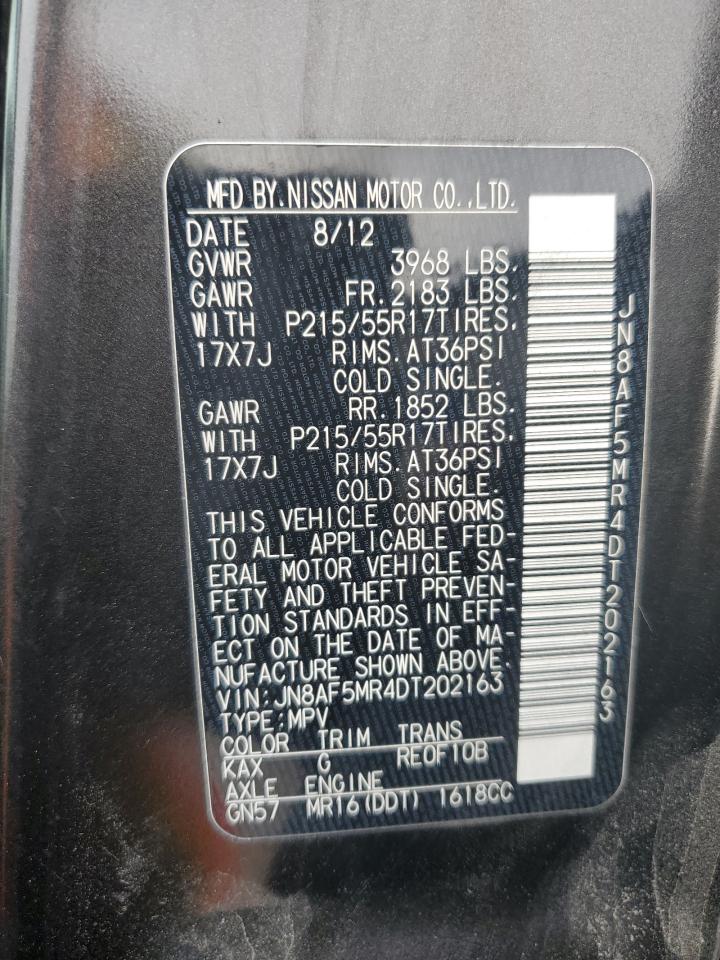 MFD BY.NISSAN MOTOR CO.,LTD.
DATE 8/12
GVWR 3968 LBS.
GAWR FR.2183 LBS.
WITH P215/55R17TIRES.
17X7J RIMS.AT36PSI
COLD SINGLE.
GAWR RR.1852 LBS.
WITH P215/55R17TIRES.
17X7J RIMS.AT36PSI
COLD SINGLE.
THIS VEHICLE CONFORMS
TO ALL APPLICABLE FED-
ERAL MOTOR VEHICLE SA-
FETY AND THEFT PREVEN-
TION STANDARDS IN EFF-
ECT ON THE DATE OF MA-
NUFACTURE SHOWN ABOVE.
VIN:JN8AF5MR4DT202163
TYPE:MPV
COLOR TRIM TRANS
KAX G RE0F10B
AXLE ENGINE
GN57 MR16(DDT) 1618CC
JN8AF5MR4DT202163